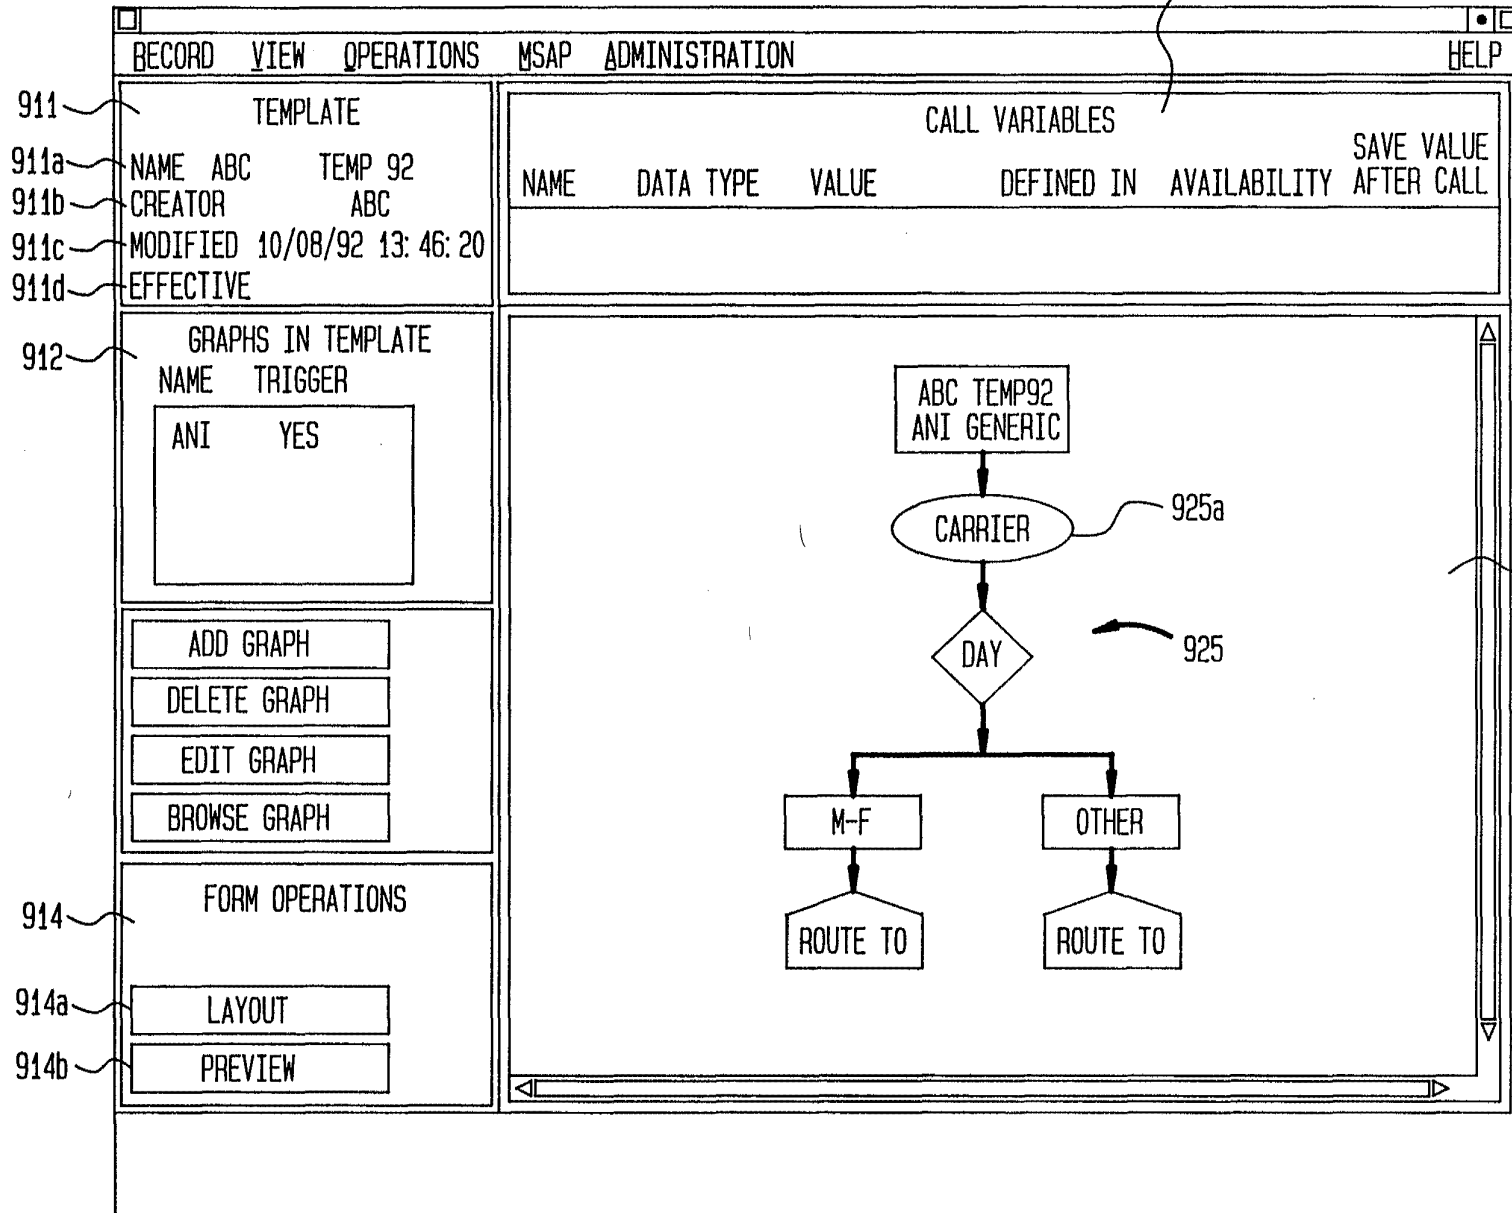 RECORD VIEW OPERATIONS MSAP ADMINISTRATION HELP
911
TEMPLATE
911a NAME ABC TEMP 92
911b CREATOR ABC
911c MODIFIED 10/08/92 13:46:20
911d EFFECTIVE
CALL VARIABLES
SAVE VALUE
NAME DATA TYPE VALUE DEFINED IN AVAILABILITY AFTER CALL
912
GRAPHS IN TEMPLATE
NAME TRIGGER
ANI YES
ADD GRAPH
DELETE GRAPH
EDIT GRAPH
BROWSE GRAPH
914
FORM OPERATIONS
914a LAYOUT
914b PREVIEW
ABC TEMP92
ANI GENERIC
CARRIER
925a
DAY
925
M-F OTHER
ROUTE TO ROUTE TO